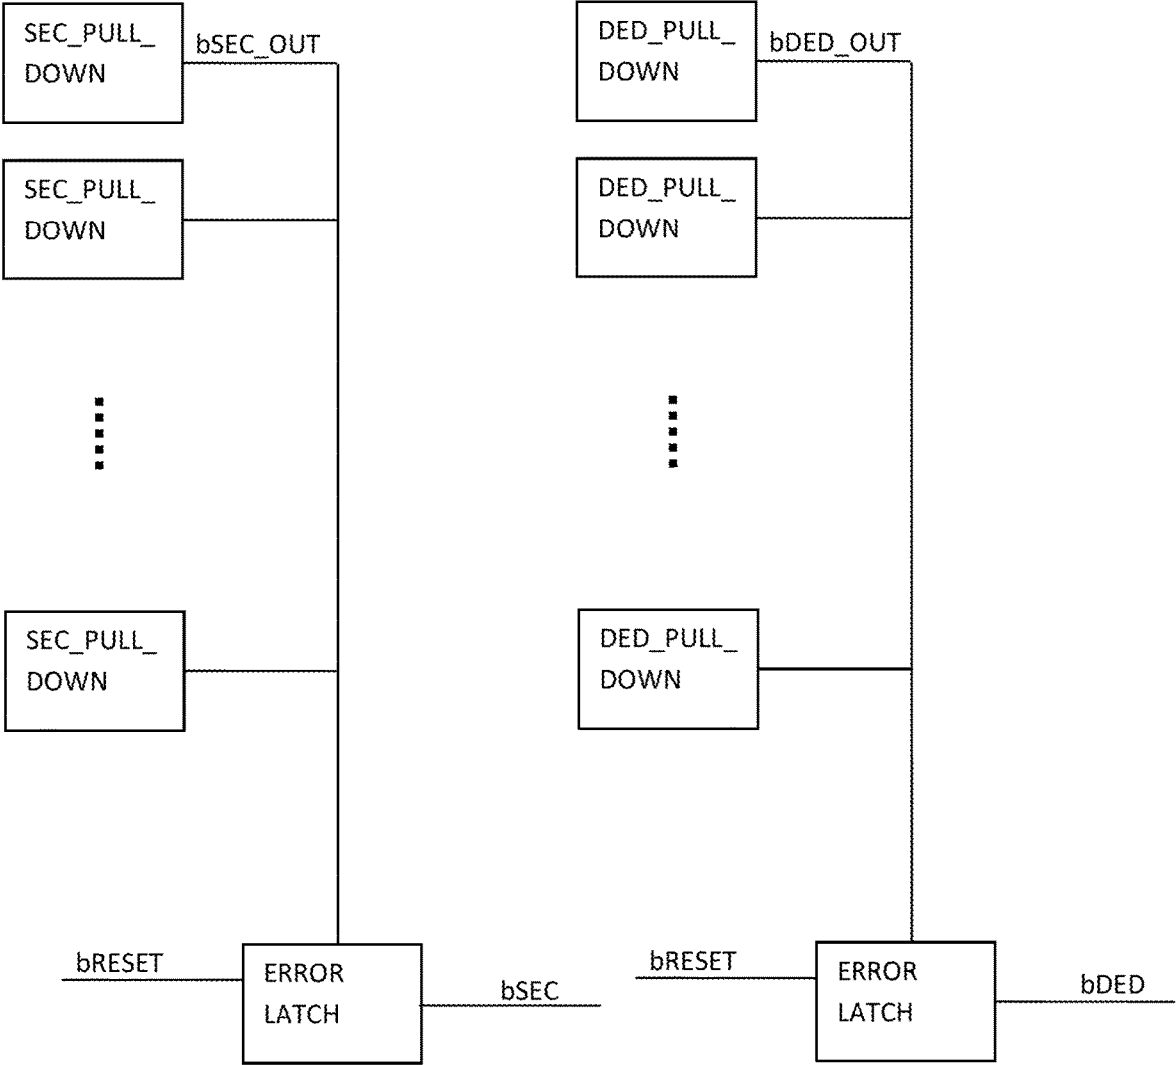 SEC_PULL_
DOWN
bSEC_OUT
SEC_PULL_
DOWN
SEC_PULL_
DOWN
bRESET
ERROR
LATCH
bSEC
DED_PULL_
DOWN
bDED_OUT
DED_PULL_
DOWN
DED_PULL_
DOWN
bRESET
ERROR
LATCH
bDED